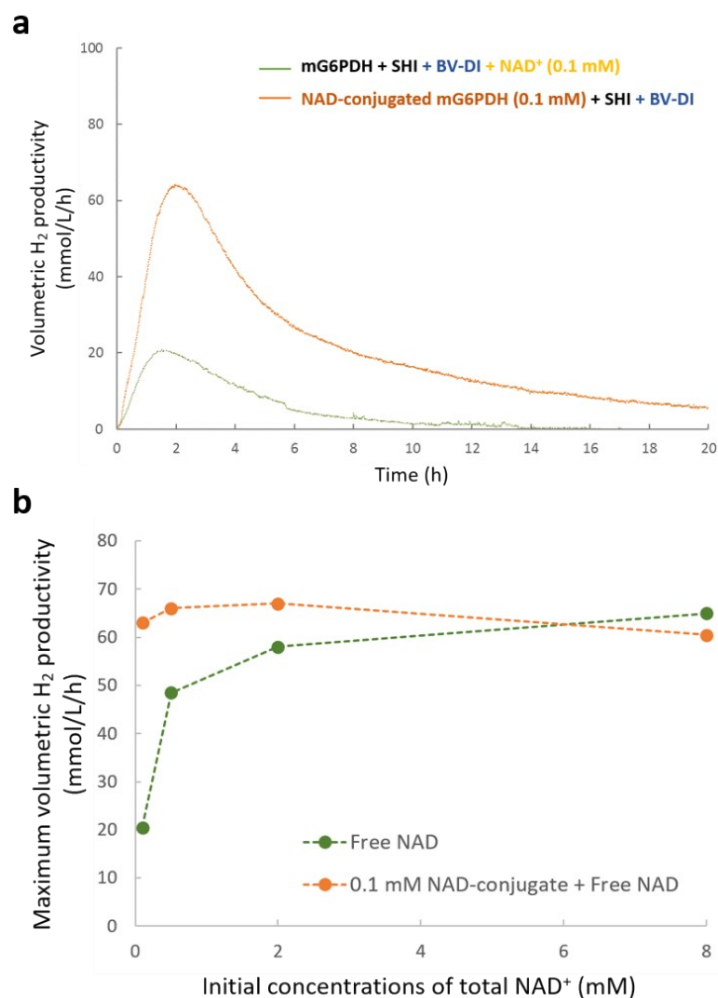 a
100
mG6PDH + SHI + BV-DI + NAD⁺ (0.1 mM)
NAD-conjugated mG6PDH (0.1 mM) + SHI + BV-DI
80
60
40
20
0
Volumetric H₂ productivity
(mmol/L/h)
0 2 4 6 8 10 12 14 16 18 20
Time (h)
b
80
70
60
50
40
30
20
10
0
Maximum volumetric H₂ productivity
(mmol/L/h)
Free NAD
0.1 mM NAD-conjugate + Free NAD
0 2 4 6 8
Initial concentrations of total NAD⁺ (mM)